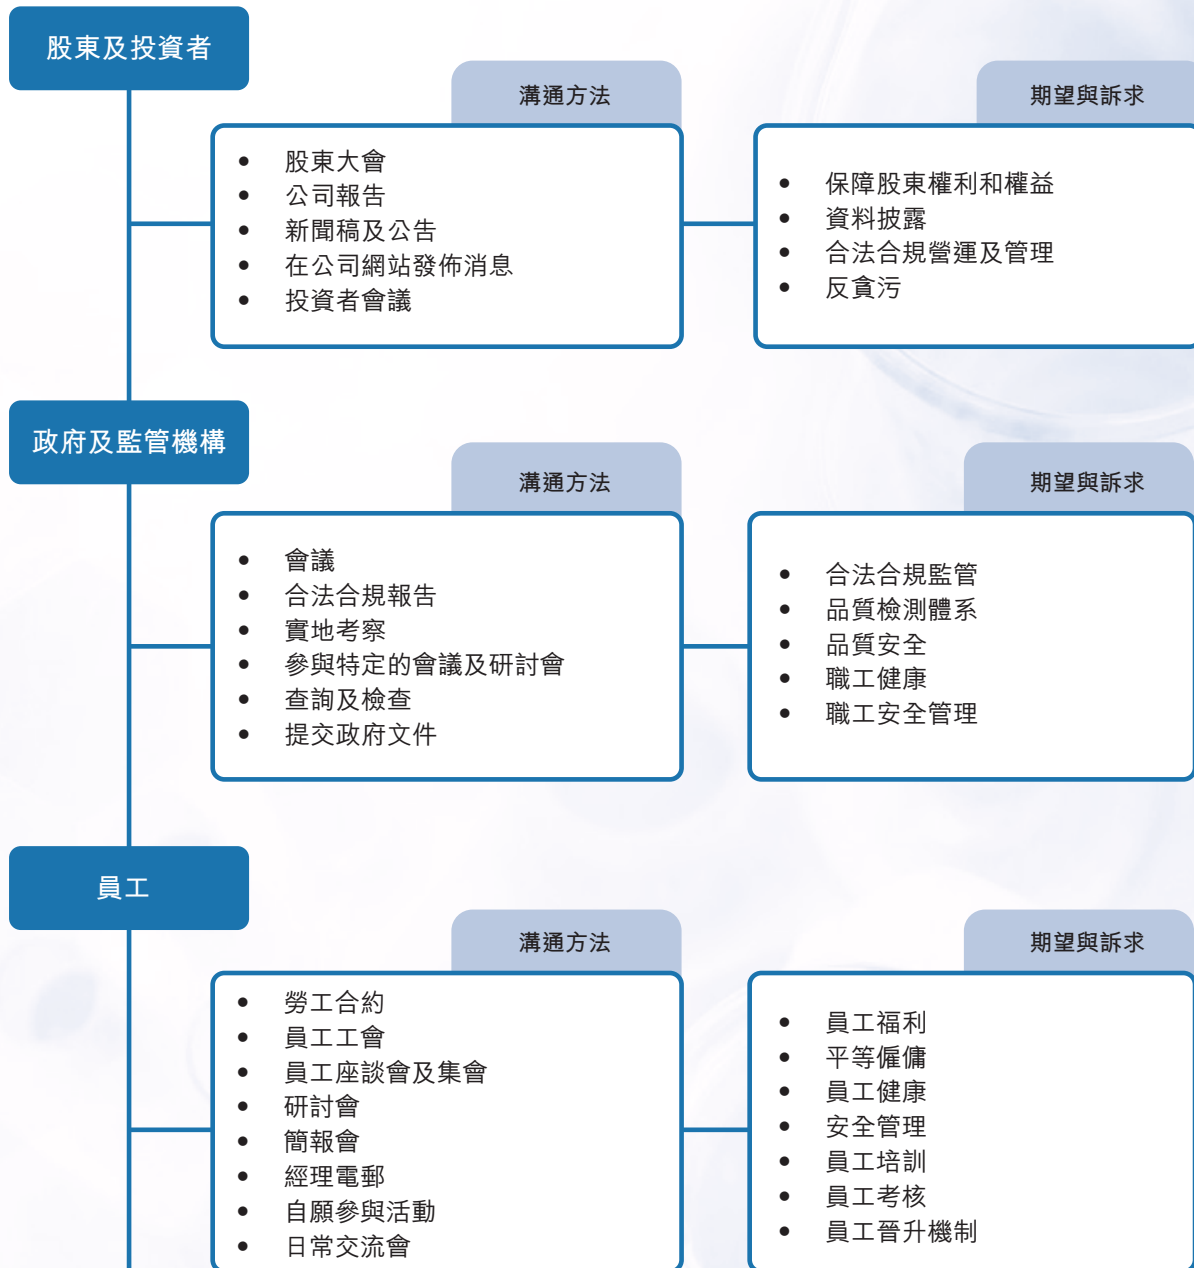 股東及投資者
溝通方法
期望與訴求
• 股東大會
• 公司報告
• 新聞稿及公告
• 在公司網站發佈消息
• 投資者會議
• 保障股東權利和權益
• 資料披露
• 合法合規營運及管理
• 反貪污
政府及監管機構
溝通方法
期望與訴求
• 會議
• 合法合規報告
• 實地考察
• 參與特定的會議及研討會
• 查詢及檢查
• 提交政府文件
• 合法合規監管
• 品質檢測體系
• 品質安全
• 職工健康
• 職工安全管理
員工
溝通方法
期望與訴求
• 勞工合約
• 員工工會
• 員工座談會及集會
• 研討會
• 簡報會
• 經理電郵
• 自願參與活動
• 日常交流會
• 員工福利
• 平等僱傭
• 員工健康
• 安全管理
• 員工培訓
• 員工考核
• 員工晉升機制